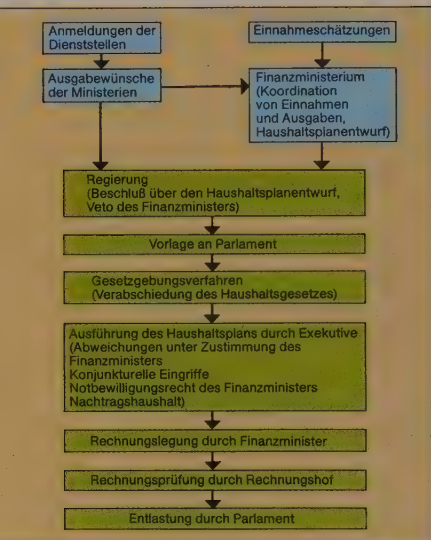 Anmeldungen der
Dienststellen
Einnahmeschätzungen
Ausgabewünsche
der Ministerien
Finanzministerium
(Koordination
von Einnahmen
und Ausgaben,
Haushaltsplanentwurf)
Regierung
(Beschluß über den Haushaltsplanentwurf,
Veto des Finanzministers)
Vorlage an Parlament
Gesetzgebungsverfahren
(Verabschiedung des Haushaltsgesetzes)
Ausführung des Haushaltsplans durch Exekutive
(Abweichungen unter Zustimmung des
Finanzministers
Konjunkturelle Eingriffe
Notbewilligungsrecht des Finanzministers
Nachtragshaushalt)
Rechnungslegung durch Finanzminister
Rechnungsprüfung durch Rechnungshof
Entlastung durch Parlament